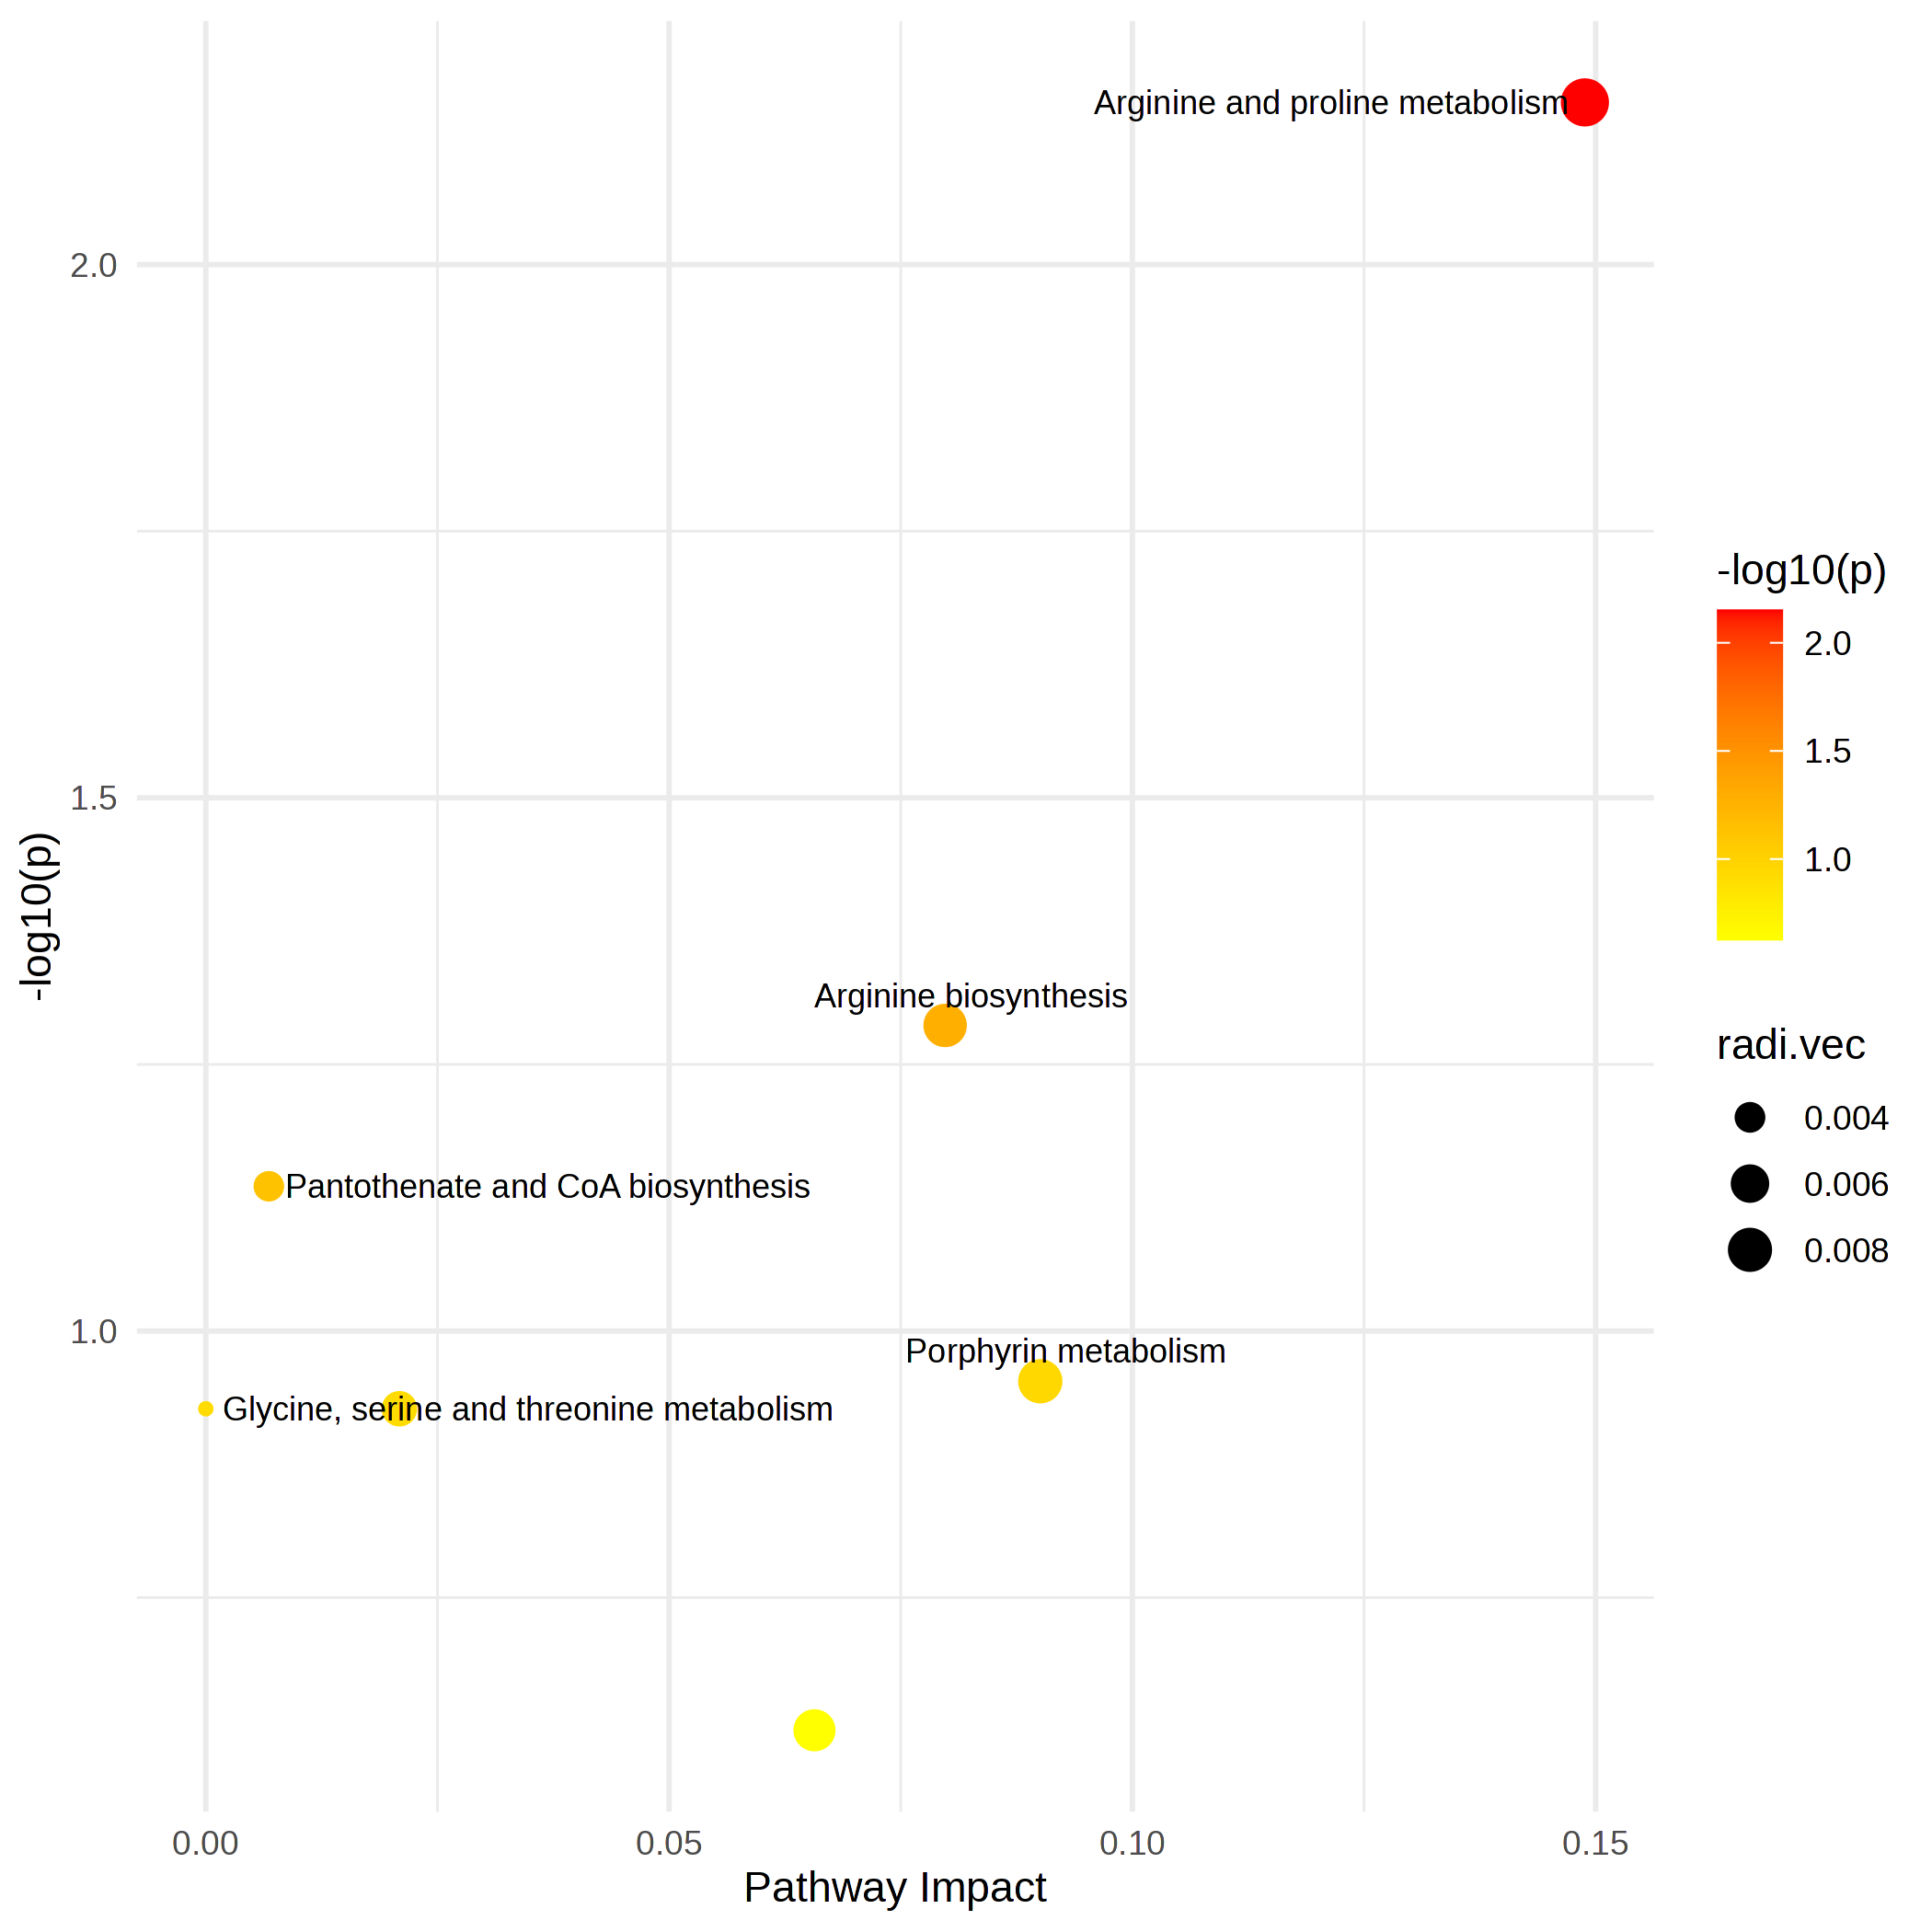 Arginine and proline metabolism
2.0
1.5
Arginine biosynthesis
Pantothenate and CoA biosynthesis
1.0
Porphyrin metabolism
Glycine, serine and threonine metabolism
-log10(p)
0.00
0.05
0.10
0.15
Pathway Impact
-log10(p)
2.0
1.5
1.0
radi.vec
0.004
0.006
0.008